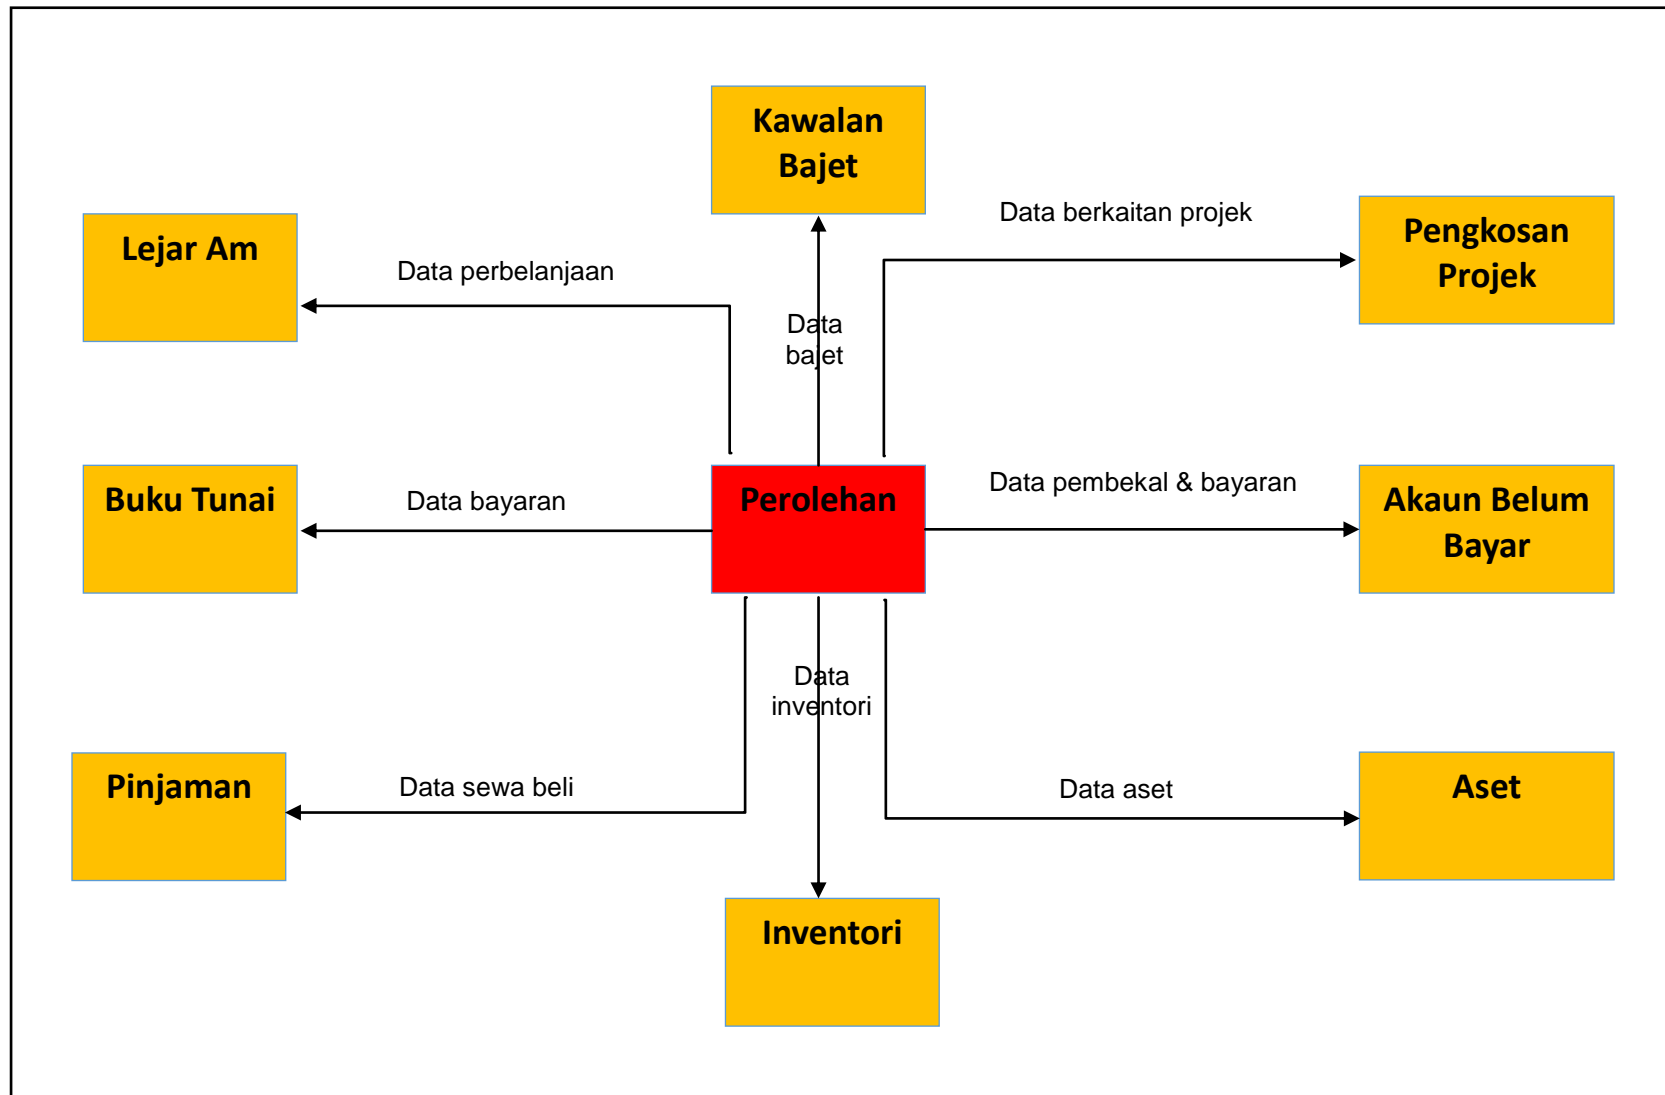 Kawalan
Bajet
Data berkaitan projek
Pengkosan
Projek
Lejar Am
Data perbelanjaan
Data
bajet
Buku Tunai
Data bayaran
Perolehan
Data pembekal & bayaran
Akaun Belum
Bayar
Data
inventori
Pinjaman
Data sewa beli
Data aset
Aset
Inventori